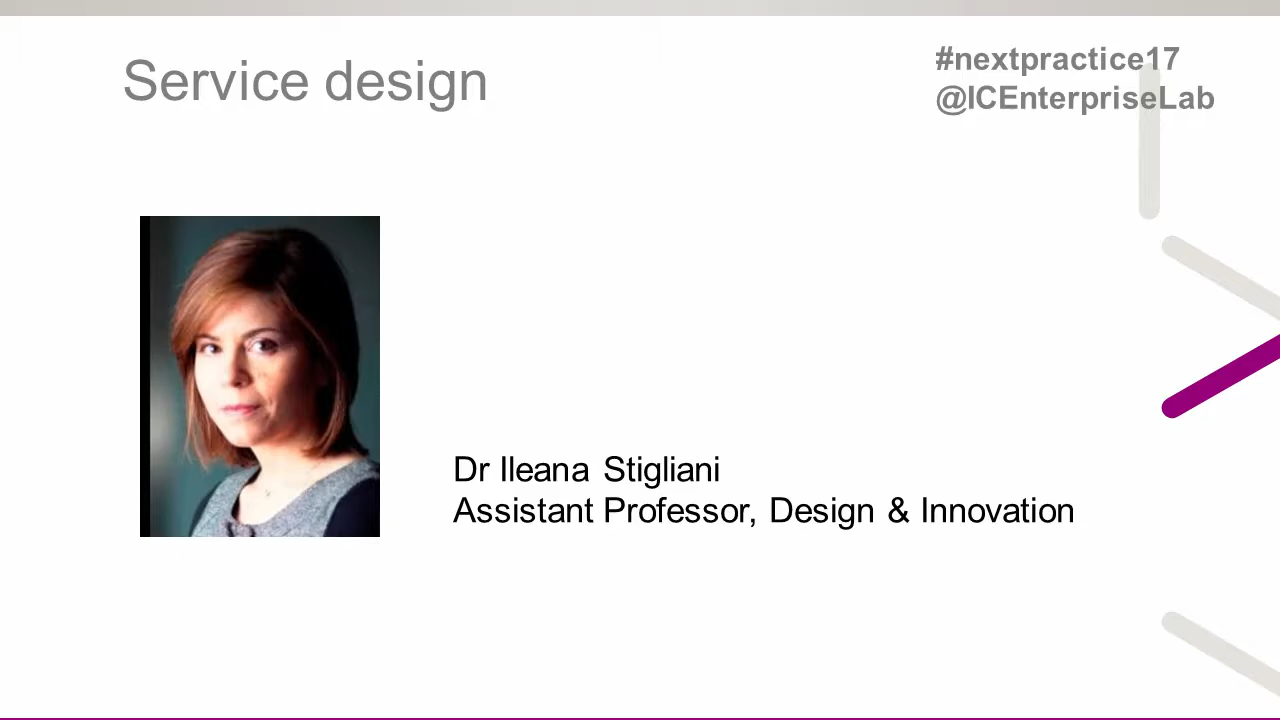 Service design
#nextpractice17
@ICEnterpriseLab
Dr Ileana Stigliani
Assistant Professor, Design & Innovation